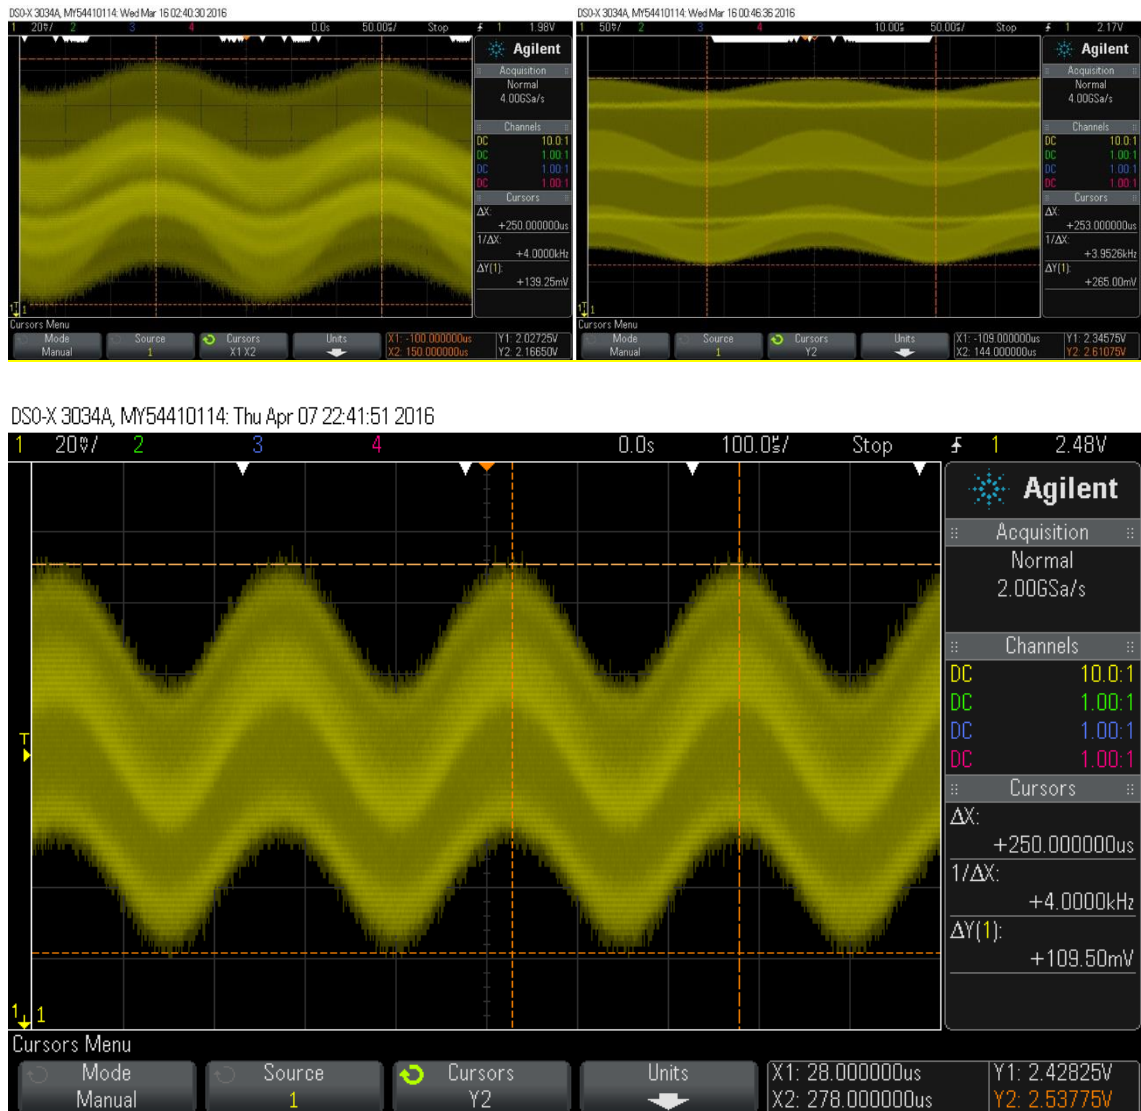 DSO-X 3034A, MY54410114: Wed Mar 16 02:40:30 2016
1 20V/ 2 3 4 0.0s 50.00s/ Stop 1 1.98V
Agilent
Acquisition
Normal
4.00GSa/s
Channels
DC 10.0:1
DC 1.00:1
DC 1.00:1
DC 1.00:1
Cursors
ΔX:
+250.000000us
1/ΔX:
+4.0000kHz
ΔY(1):
+139.25mV
1
Cursors Menu
Mode
Manual
Source
1
Cursors
X1 X2
Units
X1: -100.000000us
X2: 150.000000us
Y1: 2.02725V
Y2: 2.16650V
DSO-X 3034A, MY54410114: Wed Mar 16 00:46:36 2016
1 50V/ 2 3 4 10.00s 50.00s/ Stop 1 2.17V
Agilent
Acquisition
Normal
4.00GSa/s
Channels
DC 10.0:1
DC 1.00:1
DC 1.00:1
DC 1.00:1
Cursors
ΔX:
+253.000000us
1/ΔX:
+3.9526kHz
ΔY(1):
+265.00mV
1
Cursors Menu
Mode
Manual
Source
1
Cursors
Y2
Units
X1: -109.000000us
X2: 144.000000us
Y1: 2.34575V
Y2: 2.61075V
DSO-X 3034A, MY54410114: Thu Apr 07 22:41:51 2016
1 20V/ 2 3 4 0.0s 100.0s/ Stop 1 2.48V
Agilent
Acquisition
Normal
2.00GSa/s
Channels
DC 10.0:1
DC 1.00:1
DC 1.00:1
DC 1.00:1
Cursors
ΔX:
+250.000000us
1/ΔX:
+4.0000kHz
ΔY(1):
+109.50mV
T
1 1
Cursors Menu
Mode
Manual
Source
1
Cursors
Y2
Units
X1: 28.000000us
X2: 278.000000us
Y1: 2.42825V
Y2: 2.53775V